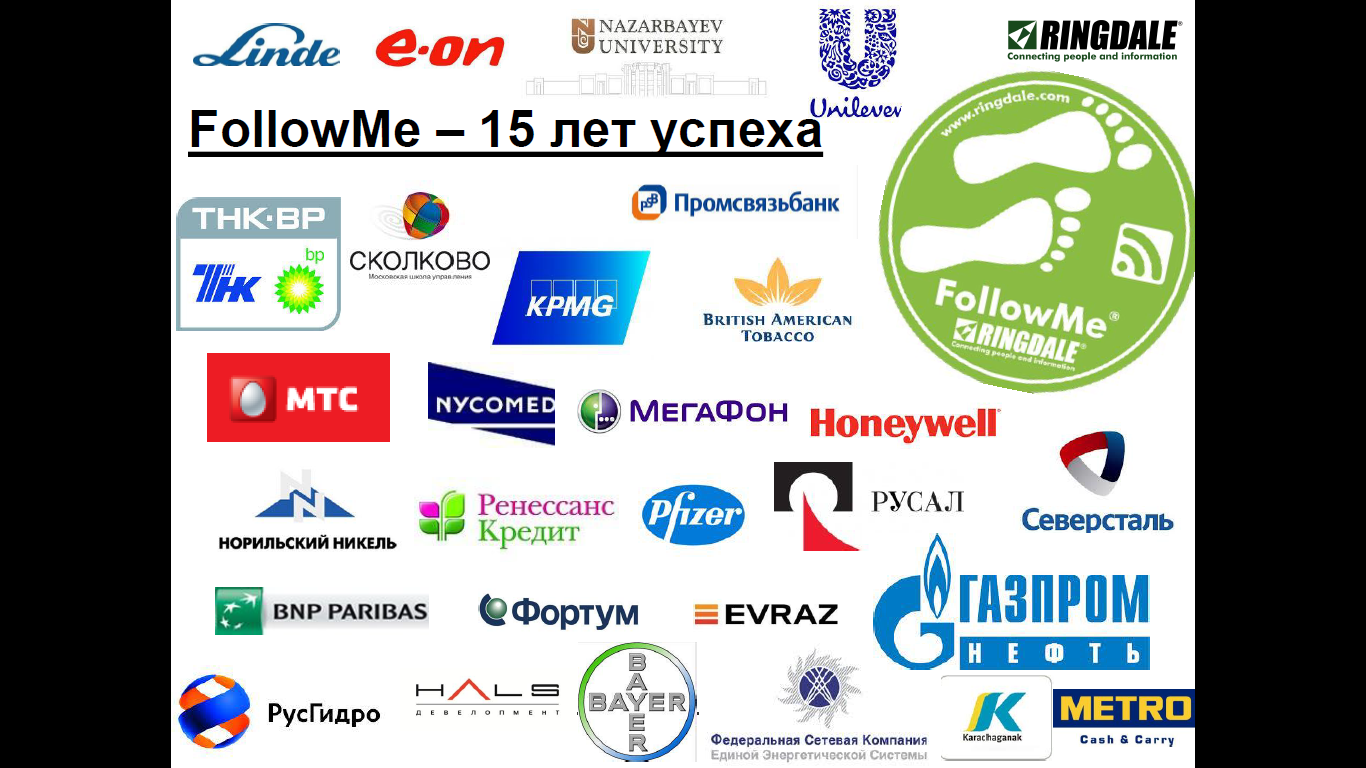 Linde
e·on
NAZARBAYEV
UNIVERSITY
Unilever
RINGDALE®
Connecting people and information
FollowMe – 15 лет успеха
www.ringdale.com
FollowMe®
RINGDALE®
Connecting people and information
ТНК·BP
ТНК
bp
СКОЛКОВО
Московская школа управления
PSB
Промсвязьбанк
KPMG
BRITISH AMERICAN
TOBACCO
МТС
NYCOMED
МЕГАФОН
Honeywell
NN
НОРИЛЬСКИЙ НИКЕЛЬ
Ренессанс
Кредит
Pfizer
РУСАЛ
Северсталь
BNP PARIBAS
Фортум
EVRAZ
ГАЗПРОМ
НЕФТЬ
РусГидро
HALS
ДЕВЕЛОПМЕНТ
BAYER
BAYER
Федеральная Сетевая Компания
Единой Энергетической Системы
K
Karachaganak
METRO
Cash & Carry